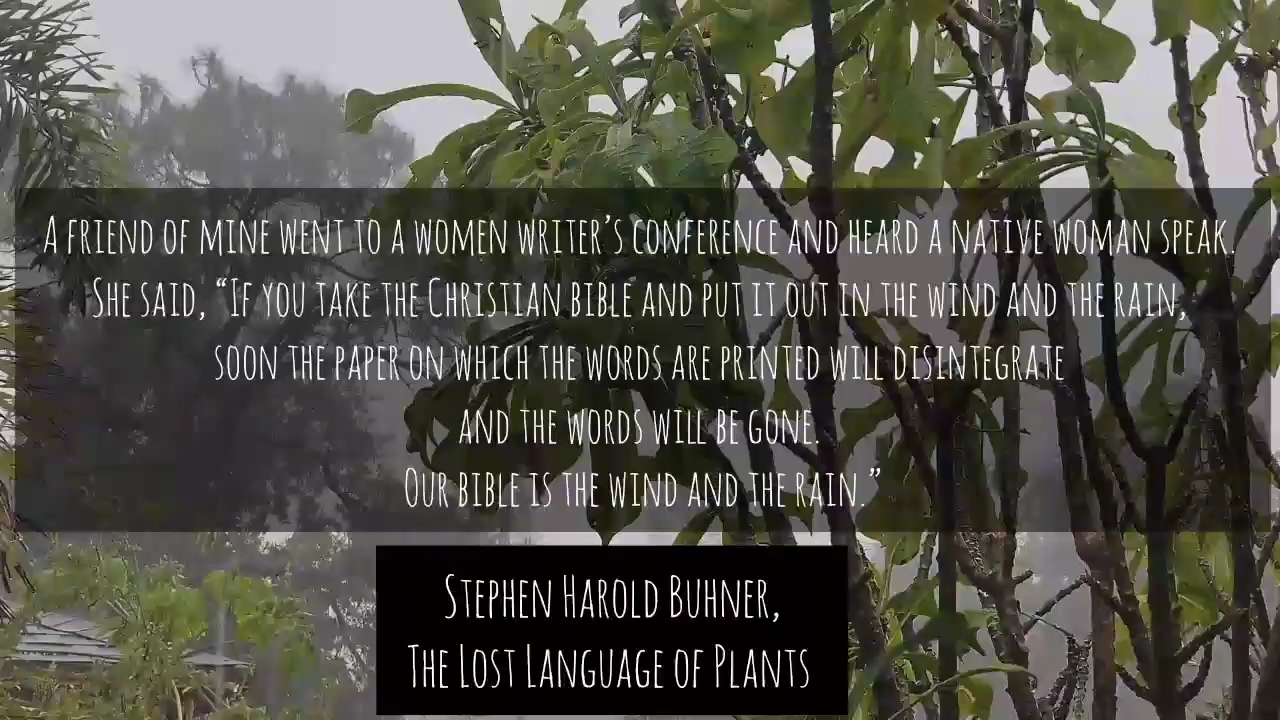 A friend of mine went to a women writer’s conference and heard a native woman speak.
She said, “If you take the Christian Bible and put it out in the wind and the rain,
soon the paper on which the words are printed will disintegrate
and the words will be gone.
Our bible is the wind and the rain.”
Stephen Harold Buhner,
The Lost Language of Plants